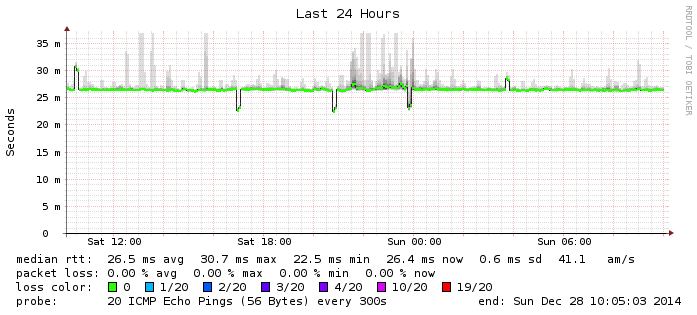 Last 24 Hours
RRDTOOL / TOBI OETIKER
Seconds
35 m
30 m
25 m
20 m
15 m
10 m
5 m
0
Sat 12:00 Sat 18:00 Sun 00:00 Sun 06:00
median rtt: 26.5 ms avg 30.7 ms max 22.5 ms min 26.4 ms now 0.6 ms sd 41.1 am/s
packet loss: 0.00 % avg 0.00 % max 0.00 % min 0.00 % now
loss color: 0 1/20 2/20 3/20 4/20 10/20 19/20
probe: 20 ICMP Echo Pings (56 Bytes) every 300s end: Sun Dec 28 10:05:03 2014